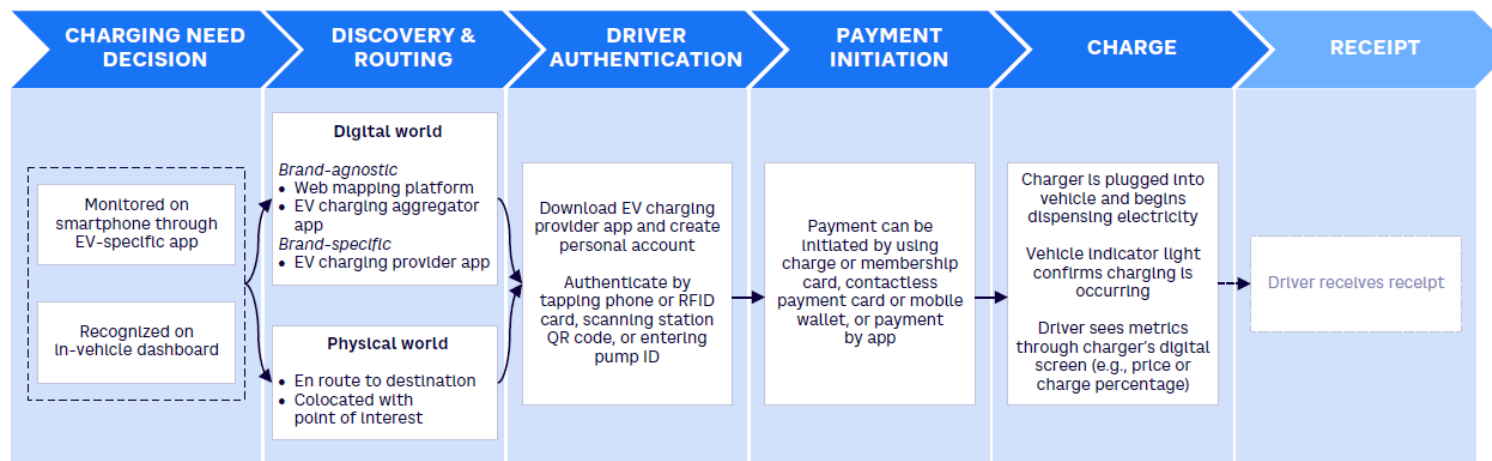 CHARGING NEED
DECISION
DISCOVERY &
ROUTING
DRIVER
AUTHENTICATION
PAYMENT
INITIATION
CHARGE
RECEIPT
Monitored on
smartphone through
EV-specific app
Recognized on
in-vehicle dashboard
Digital world
Brand-agnostic
• Web mapping platform
• EV charging aggregator
app
Brand-specific
• EV charging provider app
Physical world
• En route to destination
• Colocated with
point of interest
Download EV charging
provider app and create
personal account
Authenticate by
tapping phone or RFID
card, scanning station
QR code, or entering
pump ID
Payment can be
initiated by using
charge or membership
card, contactless
payment card or mobile
wallet, or payment
by app
Charger is plugged into
vehicle and begins
dispensing electricity
Vehicle indicator light
confirms charging is
occurring
Driver sees metrics
through charger's digital
screen (e.g., price or
charge percentage)
Driver receives receipt